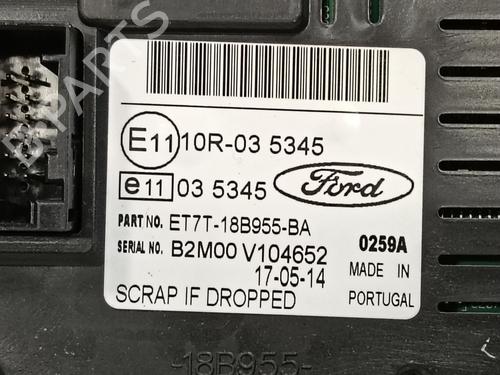 E11 10R-03 5345
e11 03 5345 Ford
PART NO. ET7T-18B955-BA
SERIAL NO. B2M00 V104652 0259A
17-05-14 MADE IN
SCRAP IF DROPPED PORTUGAL
-18B955-